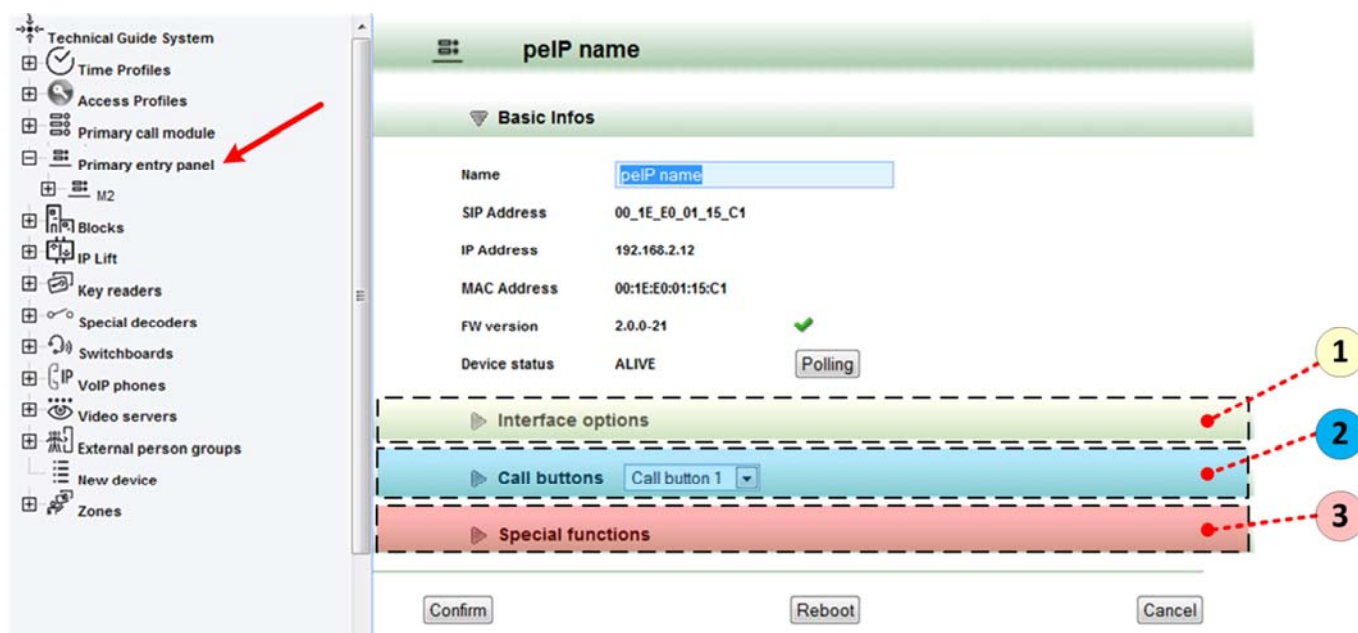 Technical Guide System
Time Profiles
Access Profiles
Primary call module
Primary entry panel
M2
Blocks
IP Lift
Key readers
Special decoders
Switchboards
IP
VoIP phones
Video servers
External person groups
New device
Zones
peIP name
Basic Infos
Name peIP name
SIP Address 00_1E_E0_01_15_C1
IP Address 192.168.2.12
MAC Address 00:1E:E0:01:15:C1
FW version 2.0.0-21
Device status ALIVE Polling
Interface options
Call buttons Call button 1
Special functions
Confirm Reboot Cancel
1
2
3